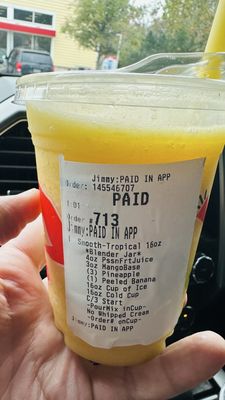 Jimmy:PAID IN APP
Order: 145546707
PAID
1:01
Order .713
Jimmy:PAID IN APP
1 Smooth-Tropical 16oz
*Blender Jar*
4oz PssnFrtJuice
3oz MangoBase
(3) Pineapple
(1) Peeled Banana
16oz Cup of Ice
16oz Cold Cup
C/3 Start
-PourMix inCup-
No Whipped Cream
-Order# onCup-
Jimmy:PAID IN APP